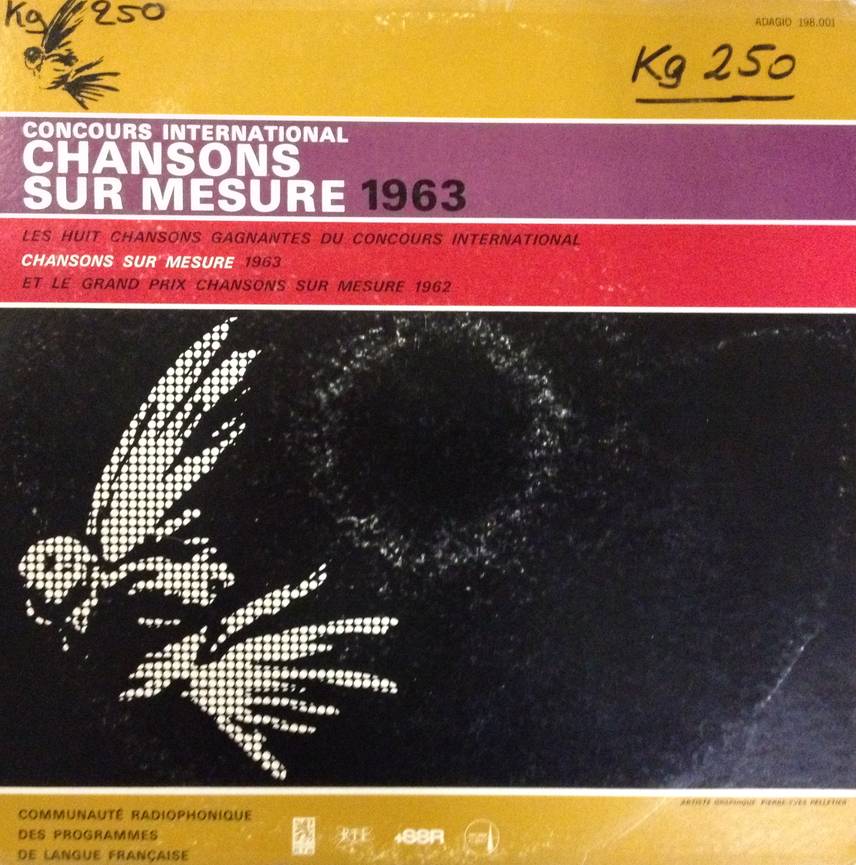 Kg 250
ADAGIO 198.001
Kg 250
CONCOURS INTERNATIONAL
CHANSONS
SUR MESURE 1963
LES HUIT CHANSONS GAGNANTES DU CONCOURS INTERNATIONAL
CHANSONS SUR MESURE 1963
ET LE GRAND PRIX CHANSONS SUR MESURE 1962
ARTISTE GRAPHIQUE PIERRE-YVES PELLETIER
COMMUNAUTÉ RADIOPHONIQUE
DES PROGRAMMES
DE LANGUE FRANÇAISE
SSR